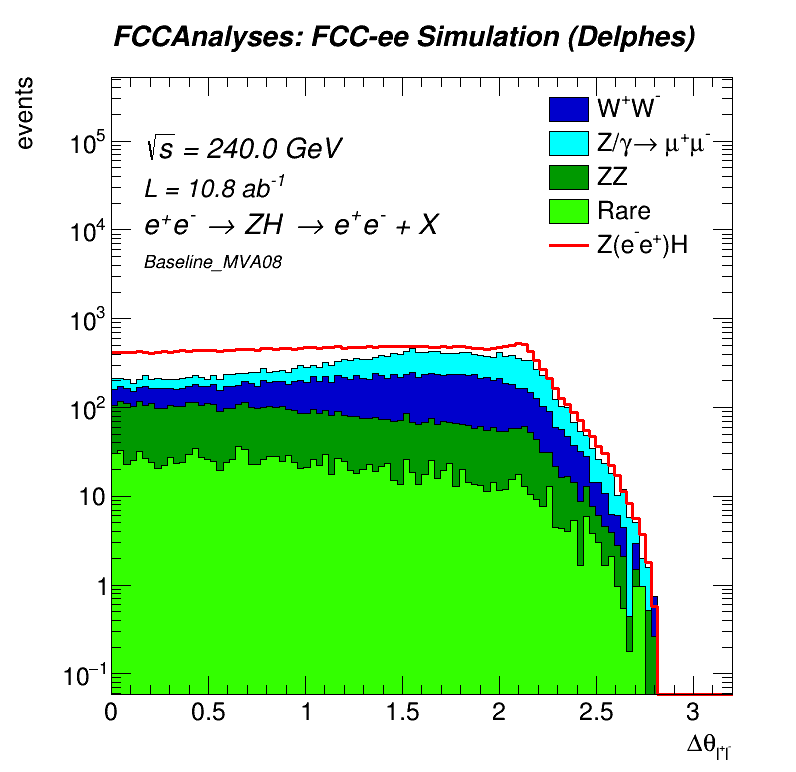 FCCAnalyses: FCC-ee Simulation (Delphes)
events
√s = 240.0 GeV
L = 10.8 ab⁻¹
e⁺e⁻ → ZH → e⁺e⁻ + X
Baseline_MVA08
W⁺W⁻
Z/γ→ μ⁺μ⁻
ZZ
Rare
Z(e⁻e⁺)H
10⁵
10⁴
10³
10²
10
1
10⁻¹
0 0.5 1 1.5 2 2.5 3
Δθ_l⁺l⁻